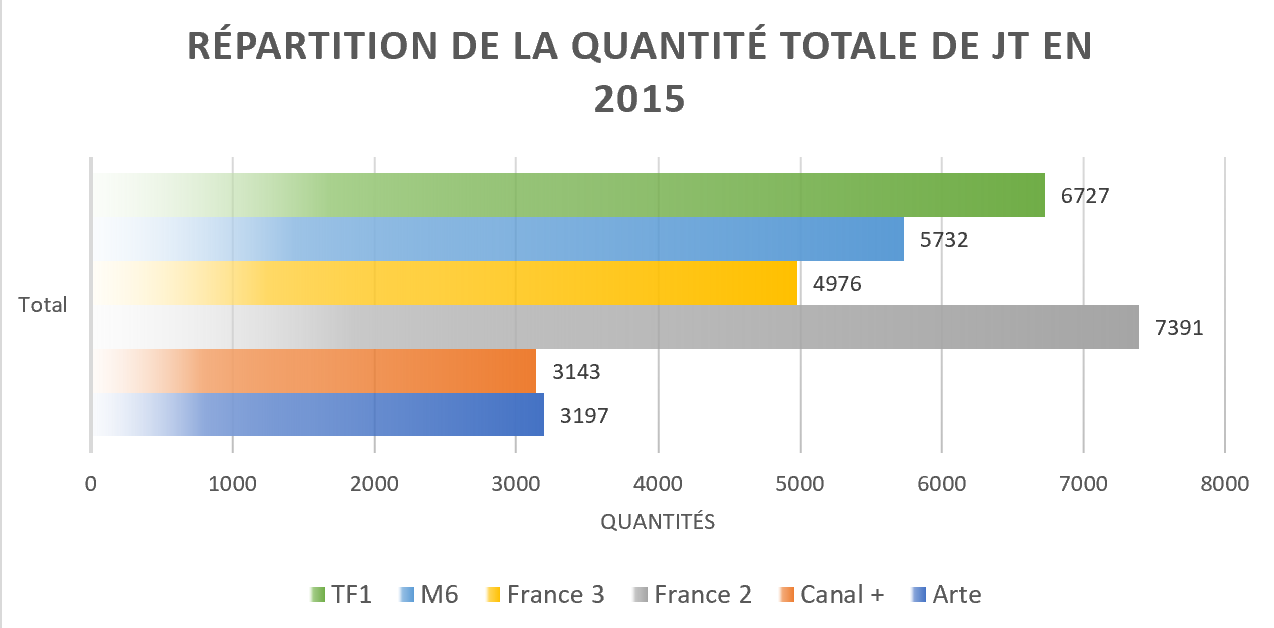 RÉPARTITION DE LA QUANTITÉ TOTALE DE JT EN
2015
6727
5732
4976
Total
7391
3143
3197
0 1000 2000 3000 4000 5000 6000 7000 8000
QUANTITÉS
TF1 M6 France 3 France 2 Canal + Arte